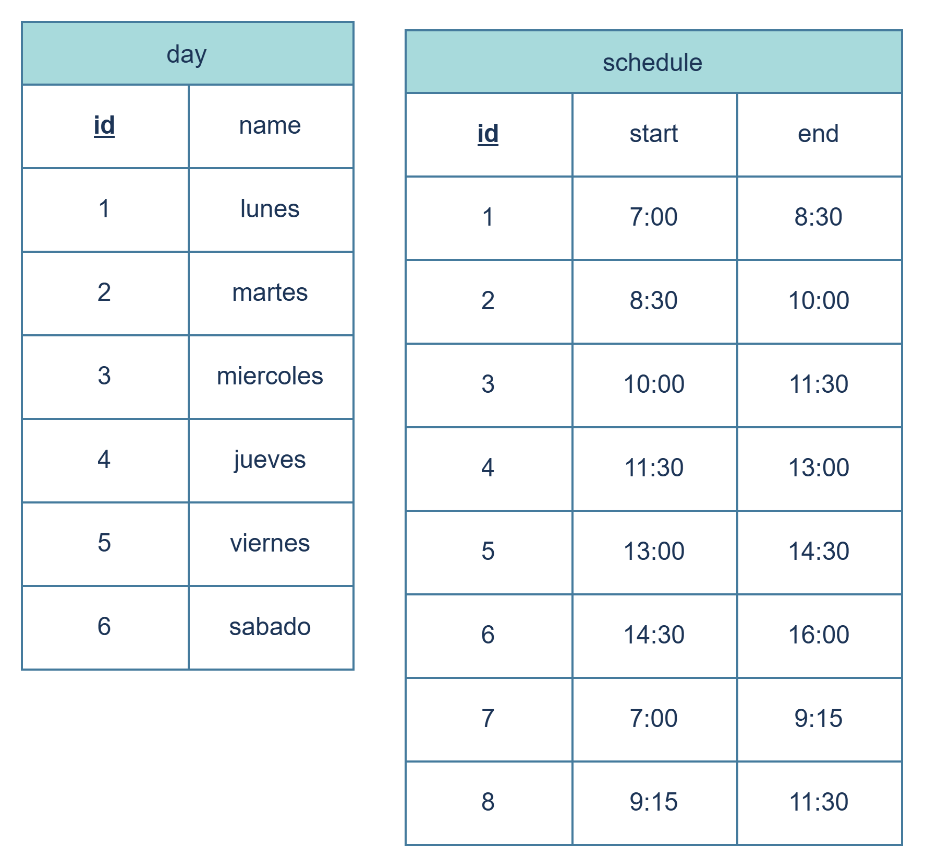 day
id name
1 lunes
2 martes
3 miercoles
4 jueves
5 viernes
6 sabado
schedule
id start end
1 7:00 8:30
2 8:30 10:00
3 10:00 11:30
4 11:30 13:00
5 13:00 14:30
6 14:30 16:00
7 7:00 9:15
8 9:15 11:30